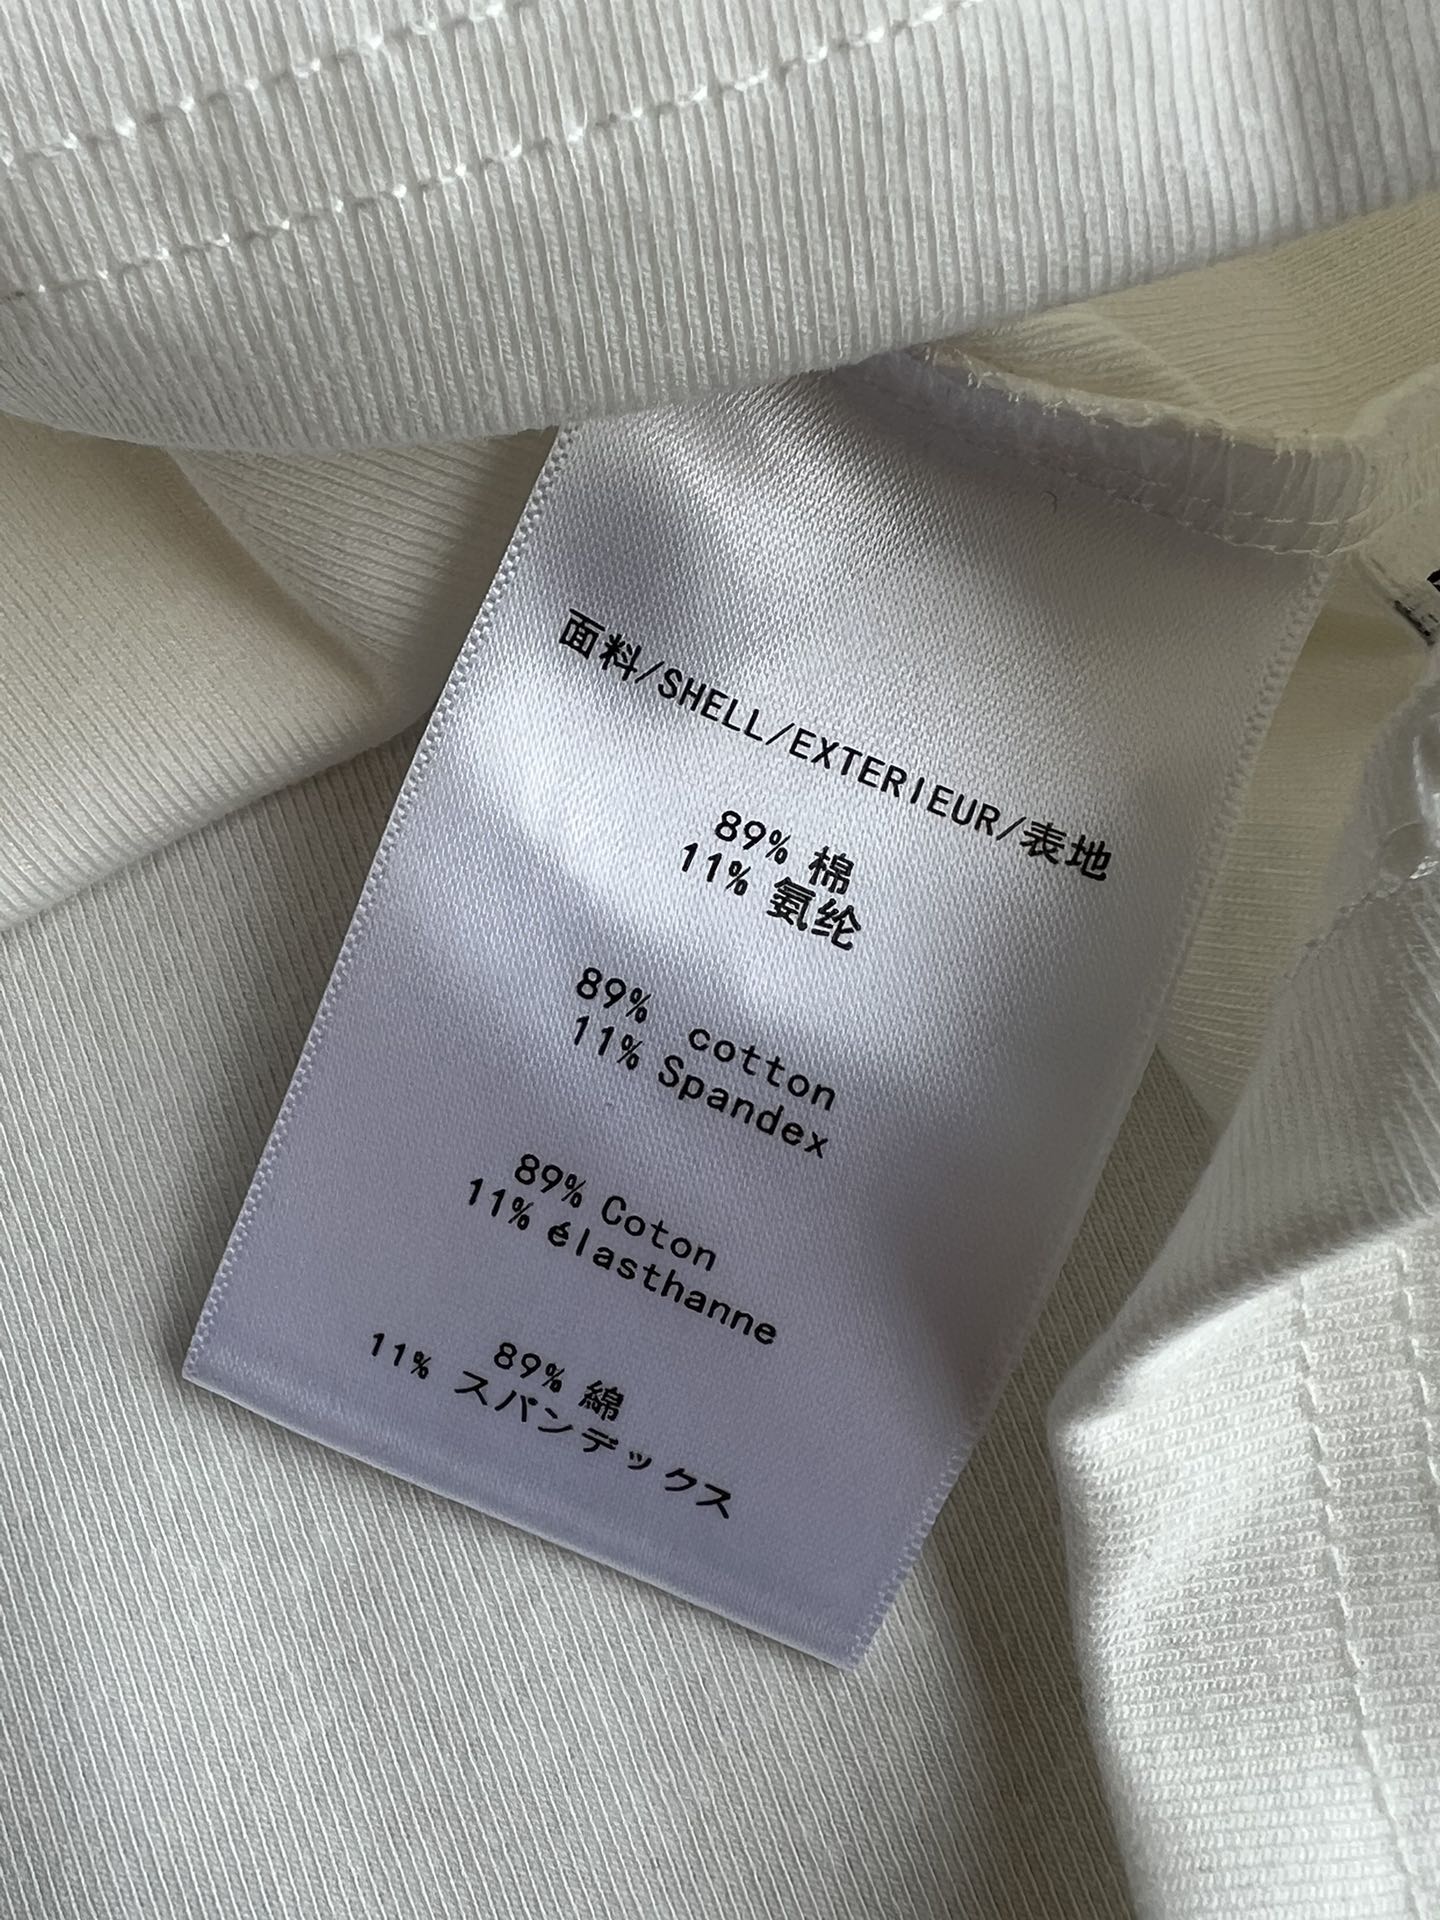 面料/SHELL/EXTERIEUR/表地
89% 棉
11% 氨纶
89% cotton
11% Spandex
89% Coton
11% élasthanne
89% 綿
11% スパンデックス